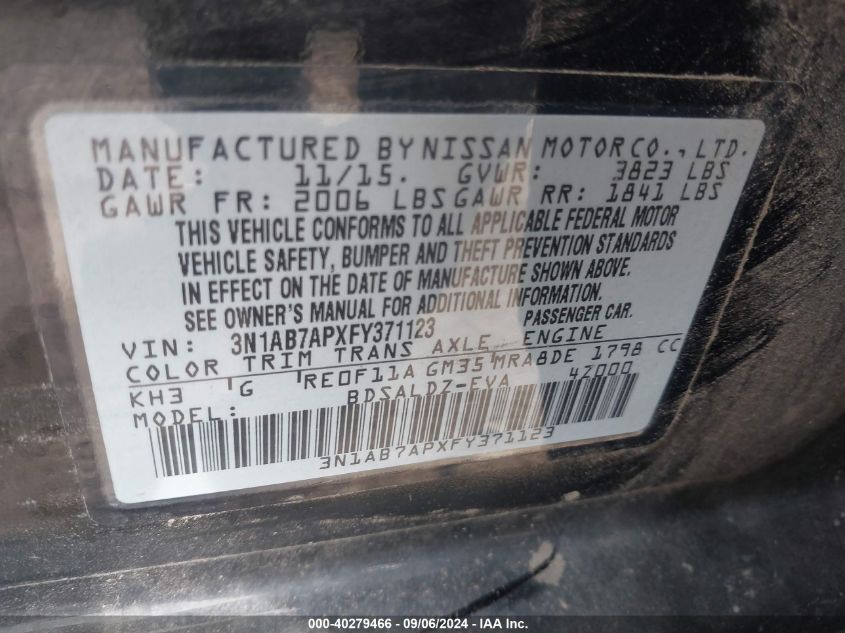 MANUFACTURED BY NISSAN MOTOR CO., LTD.
DATE: 11/15. GVWR: 3823 LBS
GAWR FR: 2006 LBS GAWR RR: 1841 LBS
THIS VEHICLE CONFORMS TO ALL APPLICABLE FEDERAL MOTOR
VEHICLE SAFETY, BUMPER AND THEFT PREVENTION STANDARDS
IN EFFECT ON THE DATE OF MANUFACTURE SHOWN ABOVE.
SEE OWNER'S MANUAL FOR ADDITIONAL INFORMATION.
VIN: 3N1AB7APXFY371123 PASSENGER CAR.
COLOR TRIM TRANS AXLE ENGINE
KH3 G RE0F11A GM35 MRA8DE 1798 CC
MODEL: BDSALDZ-EVA 4Z000
3N1AB7APXFY371123
000-40279466 - 09/06/2024 - IAAI.COM